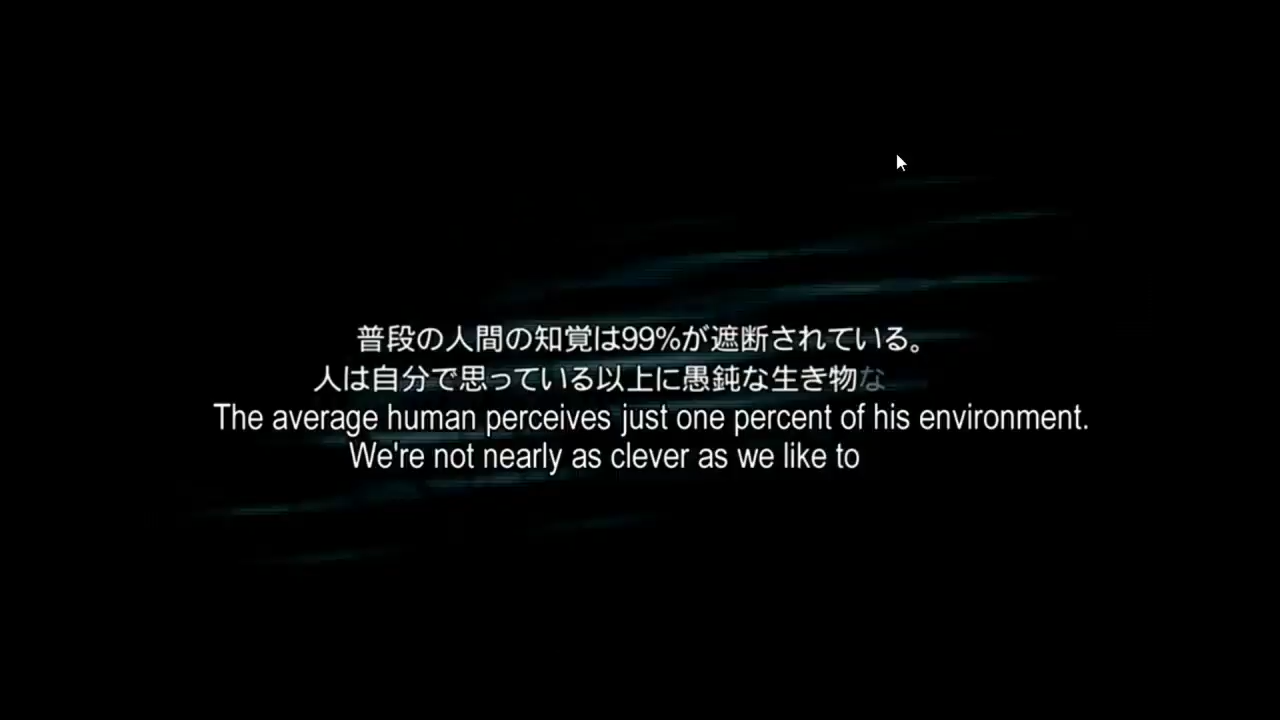 普段の人間の知覚は99%が遮断されている。
人は自分で思っている以上に愚鈍な生き物な
The average human perceives just one percent of his environment.
We're not nearly as clever as we like to